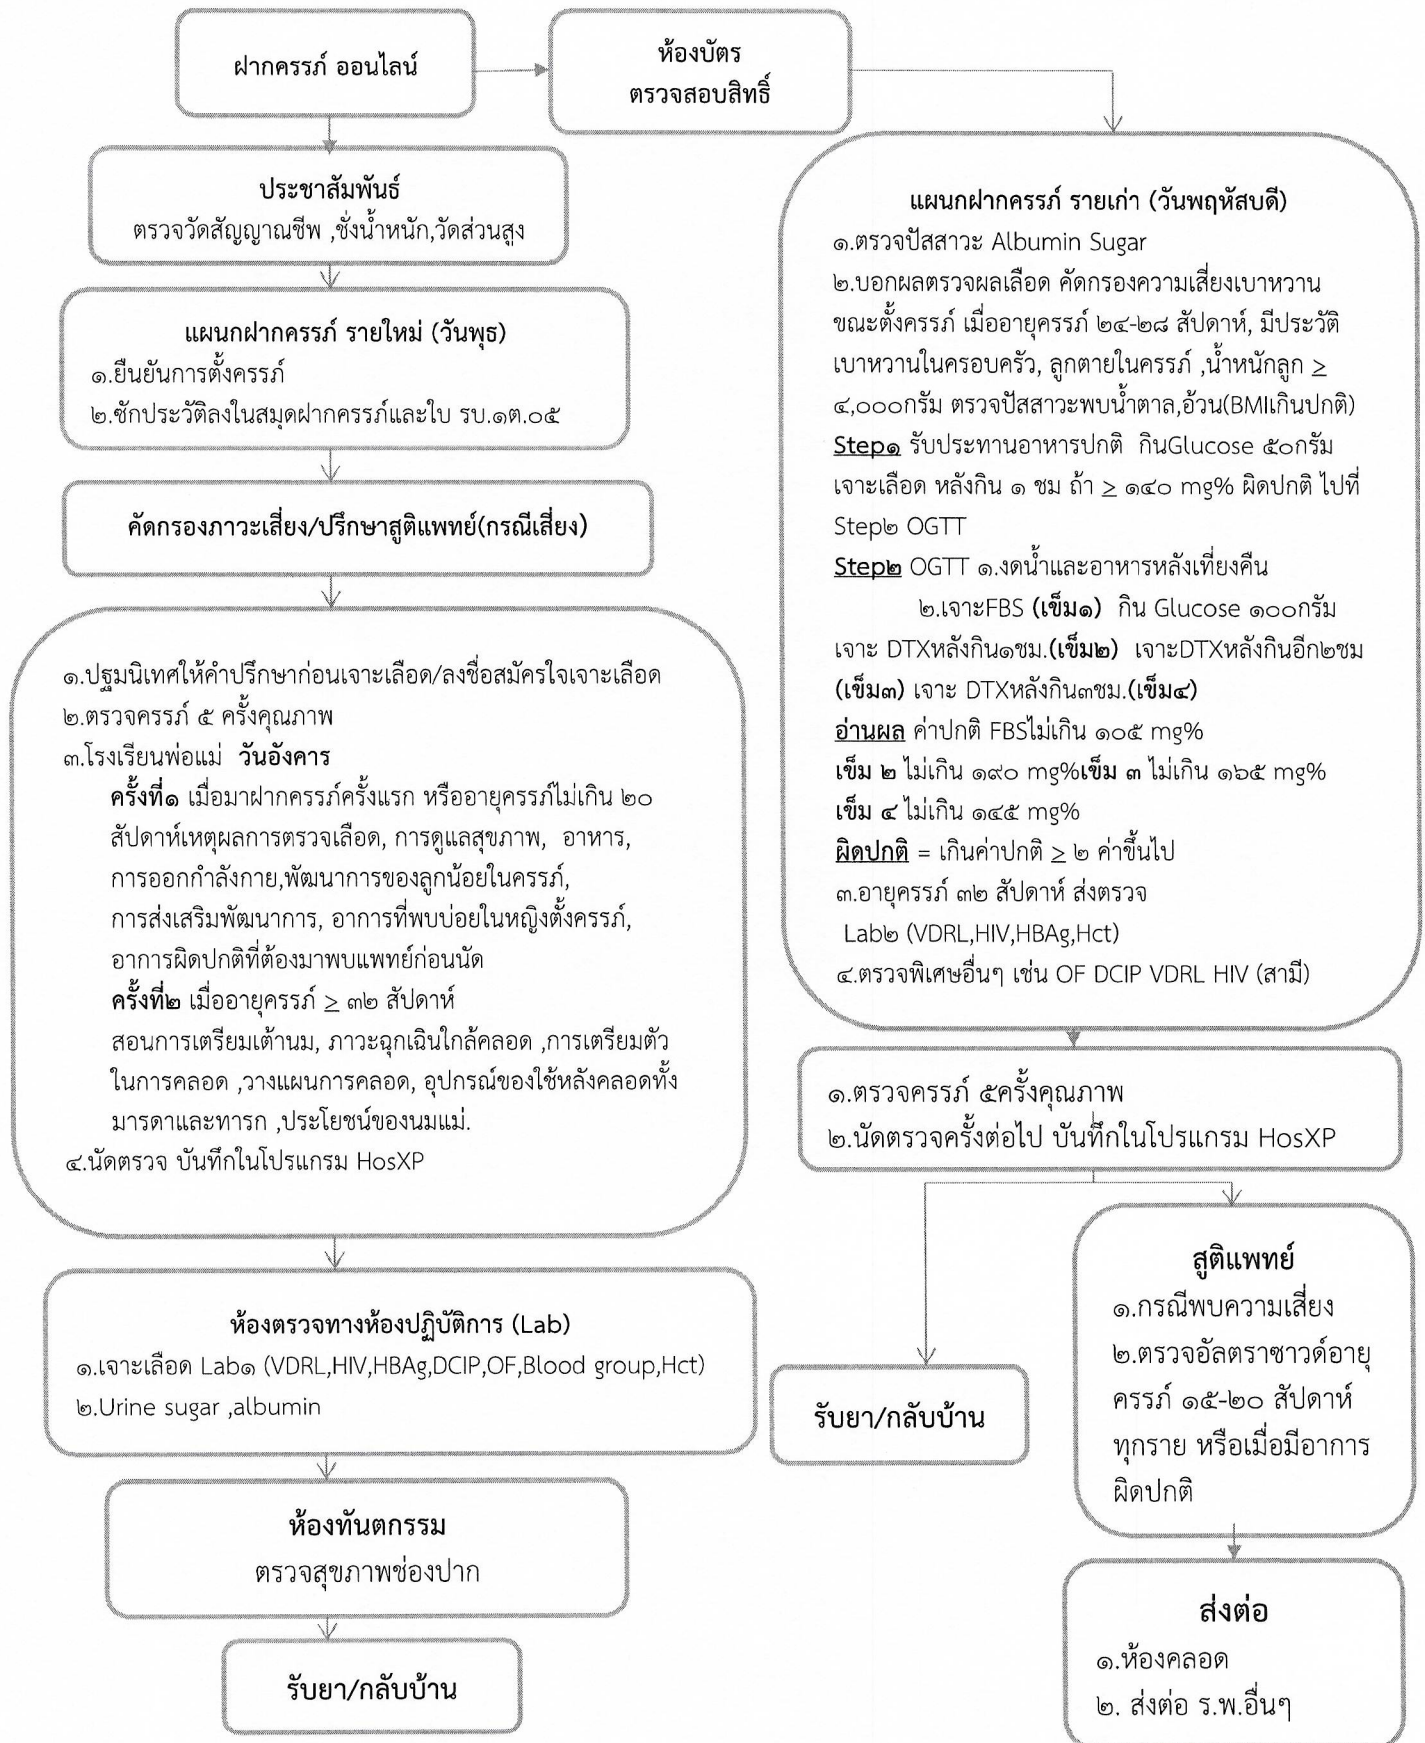 ฝากครรภ์ ออนไลน์
ห้องบัตร
ตรวจสอบสิทธิ์
ประชาสัมพันธ์
ตรวจวัดสัญญาณชีพ ,ชั่งน้ำหนัก,วัดส่วนสูง
แผนกฝากครรภ์ รายใหม่ (วันพุธ)
๑.ยืนยันการตั้งครรภ์
๒.ซักประวัติลงในสมุดฝากครรภ์และใบ รบ.๑ต.๐๕
คัดกรองภาวะเสี่ยง/ปรึกษาสูติแพทย์(กรณีเสี่ยง)
๑.ปฐมนิเทศให้คำปรึกษาก่อนเจาะเลือด/ลงชื่อสมัครใจเจาะเลือด
๒.ตรวจครรภ์ ๕ ครั้งคุณภาพ
๓.โรงเรียนพ่อแม่ วันอังคาร
ครั้งที่๑ เมื่อมาฝากครรภ์ครั้งแรก หรืออายุครรภ์ไม่เกิน ๒๐
สัปดาห์เหตุผลการตรวจเลือด, การดูแลสุขภาพ, อาหาร,
การออกกำลังกาย,พัฒนาการของลูกน้อยในครรภ์,
การส่งเสริมพัฒนาการ, อาการที่พบบ่อยในหญิงตั้งครรภ์,
อาการผิดปกติที่ต้องมาพบแพทย์ก่อนนัด
ครั้งที่๒ เมื่ออายุครรภ์ ≥ ๓๒ สัปดาห์
สอนการเตรียมเต้านม, ภาวะฉุกเฉินใกล้คลอด ,การเตรียมตัว
ในการคลอด ,วางแผนการคลอด, อุปกรณ์ของใช้หลังคลอดทั้ง
มารดาและทารก ,ประโยชน์ของนมแม่.
๔.นัดตรวจ บันทึกในโปรแกรม HosXP
ห้องตรวจทางห้องปฏิบัติการ (Lab)
๑.เจาะเลือด Lab๑ (VDRL,HIV,HBAg,DCIP,OF,Blood group,Hct)
๒.Urine sugar ,albumin
ห้องทันตกรรม
ตรวจสุขภาพช่องปาก
รับยา/กลับบ้าน
แผนกฝากครรภ์ รายเก่า (วันพฤหัสบดี)
๑.ตรวจปัสสาวะ Albumin Sugar
๒.บอกผลตรวจผลเลือด คัดกรองความเสี่ยงเบาหวาน
ขณะตั้งครรภ์ เมื่ออายุครรภ์ ๒๔-๒๘ สัปดาห์, มีประวัติ
เบาหวานในครอบครัว, ลูกตายในครรภ์ ,น้ำหนักลูก ≥
๔,๐๐๐กรัม ตรวจปัสสาวะพบน้ำตาล,อ้วน(BMIเกินปกติ)
Step๑ รับประทานอาหารปกติ กินGlucose ๕๐กรัม
เจาะเลือด หลังกิน ๑ ชม ถ้า ≥ ๑๔๐ mg% ผิดปกติ ไปที่
Step๒ OGTT
Step๒ OGTT ๑.งดน้ำและอาหารหลังเที่ยงคืน
๒.เจาะFBS (เข็ม๑) กิน Glucose ๑๐๐กรัม
เจาะ DTXหลังกิน๑ชม.(เข็ม๒) เจาะDTXหลังกินอีก๒ชม
(เข็ม๓) เจาะ DTXหลังกิน๓ชม.(เข็ม๔)
อ่านผล ค่าปกติ FBSไม่เกิน ๑๐๕ mg%
เข็ม ๒ ไม่เกิน ๑๙๐ mg%เข็ม ๓ ไม่เกิน ๑๖๕ mg%
เข็ม ๔ ไม่เกิน ๑๔๕ mg%
ผิดปกติ = เกินค่าปกติ ≥ ๒ ค่าขึ้นไป
๓.อายุครรภ์ ๓๒ สัปดาห์ ส่งตรวจ
Lab๒ (VDRL,HIV,HBAg,Hct)
๔.ตรวจพิเศษอื่นๆ เช่น OF DCIP VDRL HIV (สามี)
๑.ตรวจครรภ์ ๕ครั้งคุณภาพ
๒.นัดตรวจครั้งต่อไป บันทึกในโปรแกรม HosXP
รับยา/กลับบ้าน
สูติแพทย์
๑.กรณีพบความเสี่ยง
๒.ตรวจอัลตราซาวด์อายุ
ครรภ์ ๑๕-๒๐ สัปดาห์
ทุกราย หรือเมื่อมีอาการ
ผิดปกติ
ส่งต่อ
๑.ห้องคลอด
๒. ส่งต่อ ร.พ.อื่นๆ